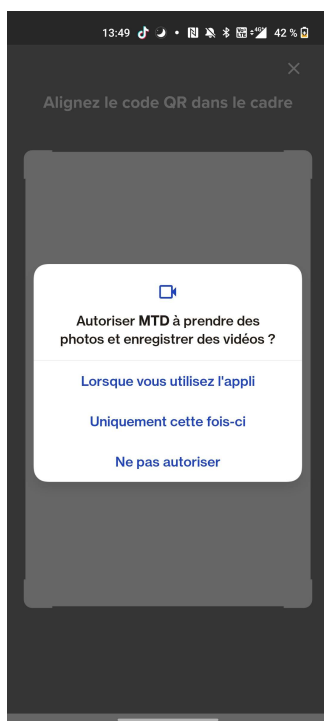 13:49 42 %
Alignez le code QR dans le cadre
Autoriser MTD à prendre des
photos et enregistrer des vidéos ?
Lorsque vous utilisez l'appli
Uniquement cette fois-ci
Ne pas autoriser